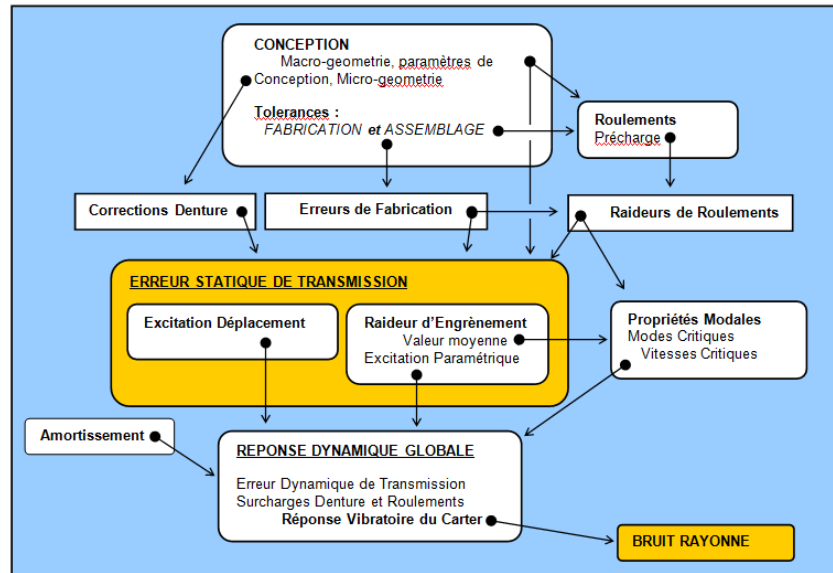 CONCEPTION
Macro-geometrie, paramètres de
Conception, Micro-geometrie
Tolerances :
FABRICATION et ASSEMBLAGE
Roulements
Précharge
Corrections Denture
Erreurs de Fabrication
Raideurs de Roulements
ERREUR STATIQUE DE TRANSMISSION
Excitation Déplacement
Raideur d'Engrènement
Valeur moyenne
Excitation Paramétrique
Propriétés Modales
Modes Critiques
Vitesses Critiques
Amortissement
REPONSE DYNAMIQUE GLOBALE
Erreur Dynamique de Transmission
Surcharges Denture et Roulements
Réponse Vibratoire du Carter
BRUIT RAYONNE